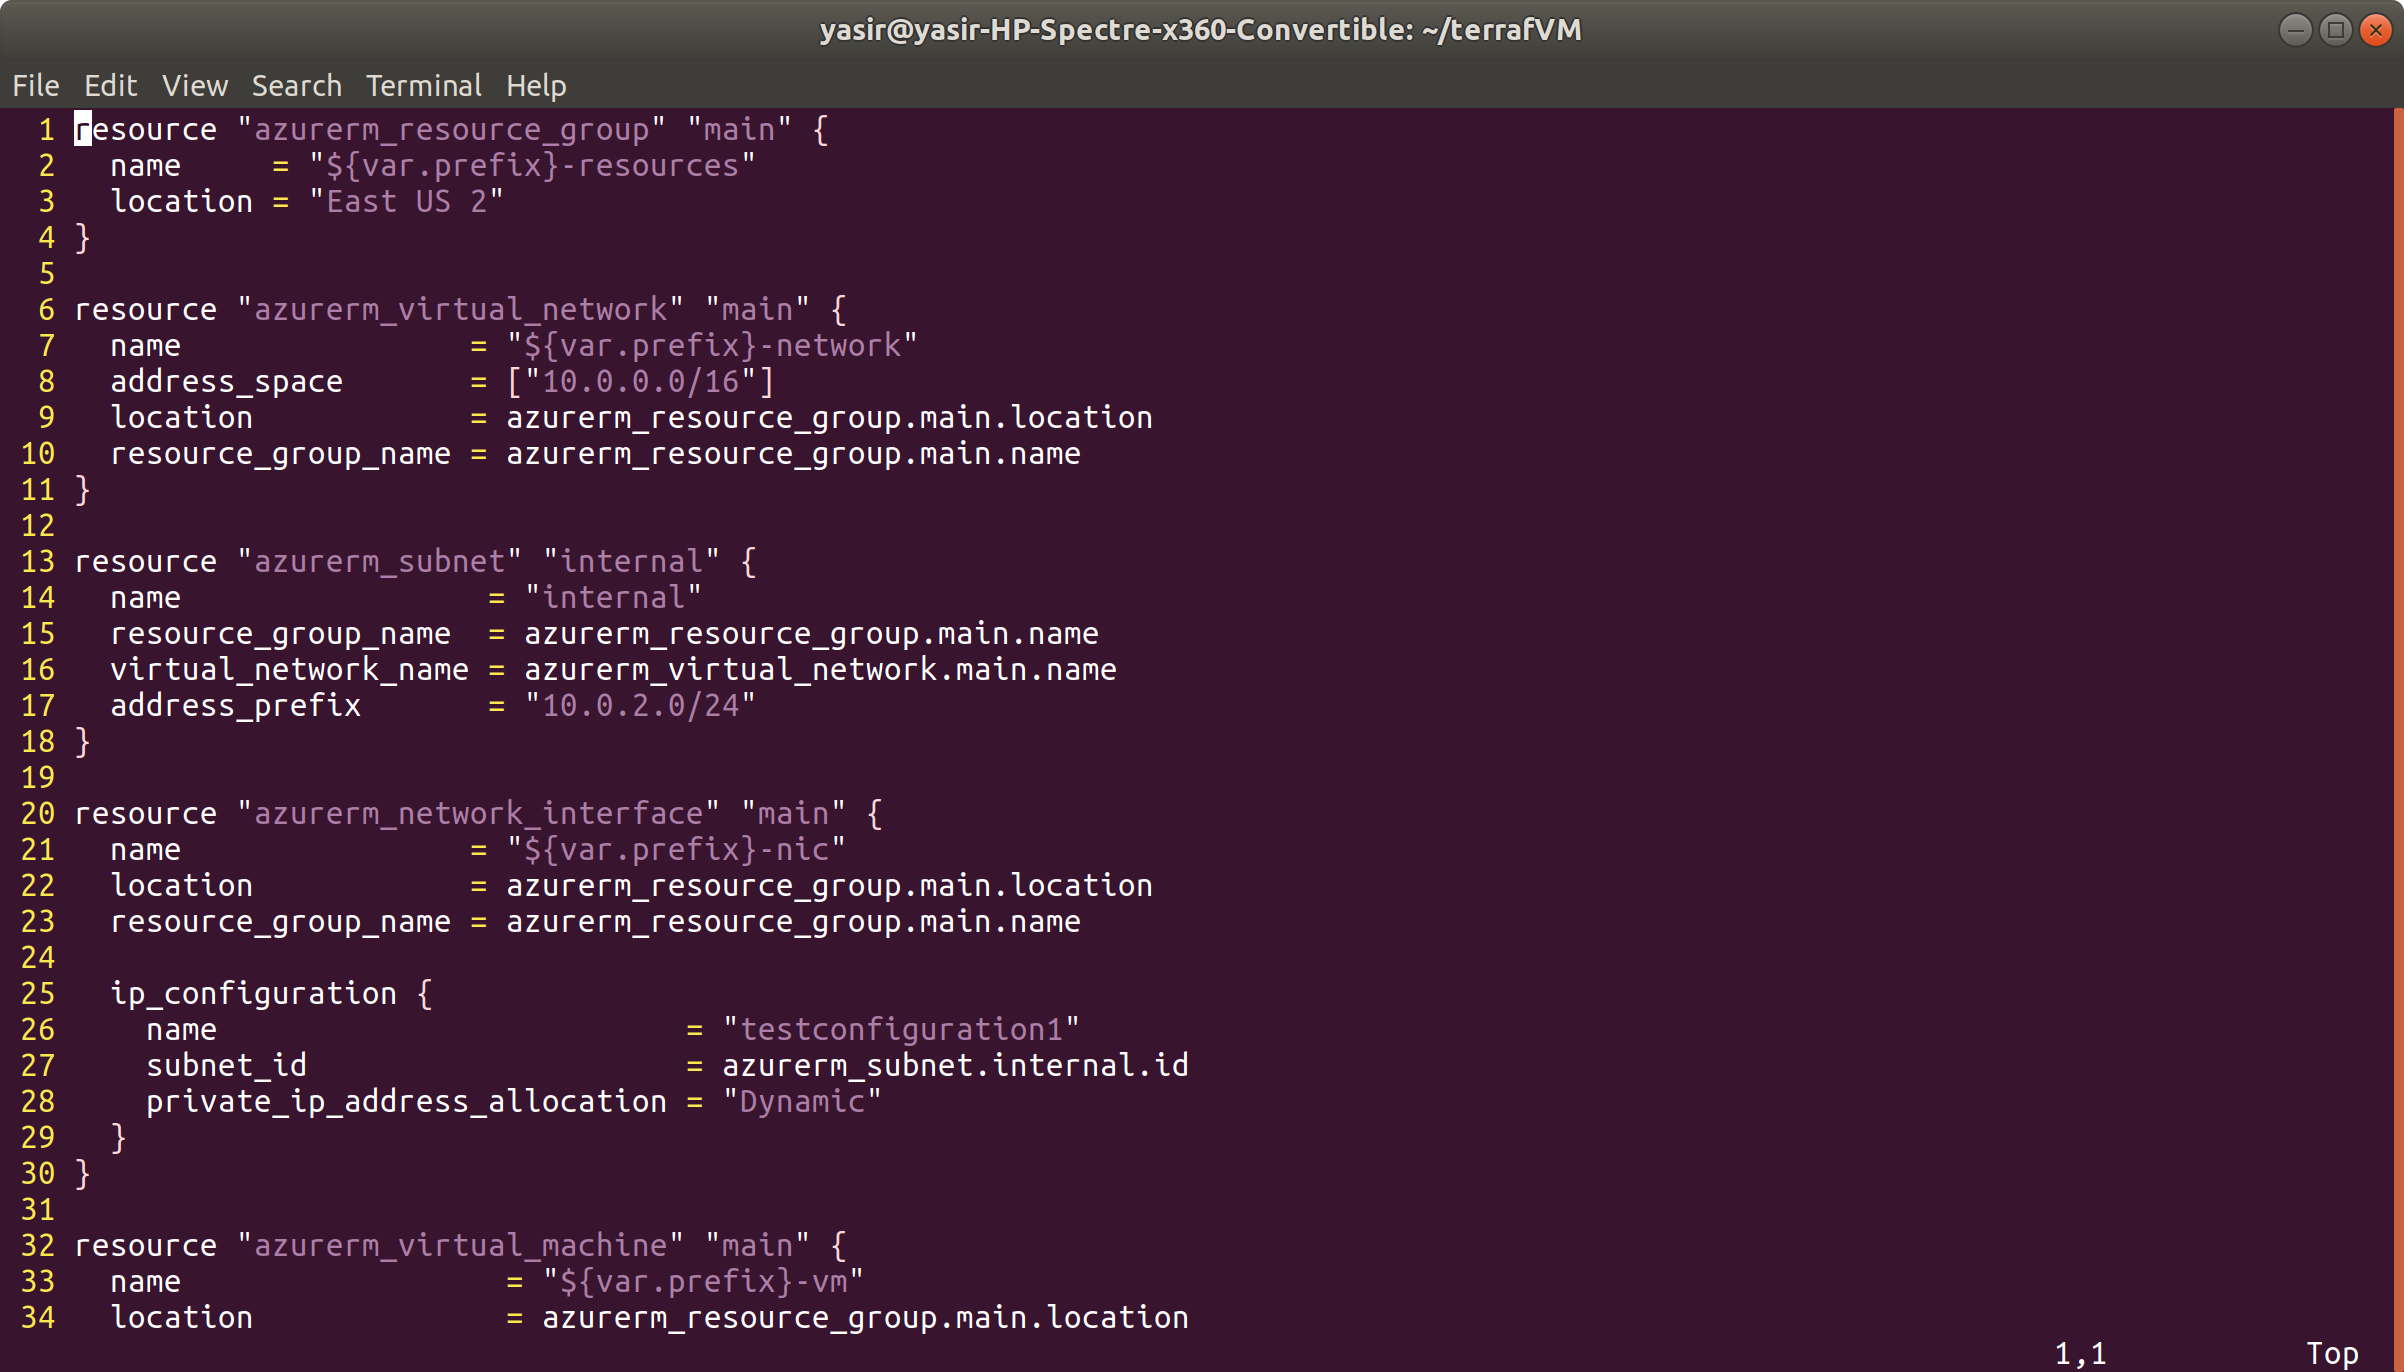 yasir@yasir-HP-Spectre-x360-Convertible: ~/terrafVM
File Edit View Search Terminal Help
1 resource "azurerm_resource_group" "main" {
2   name     = "${var.prefix}-resources"
3   location = "East US 2"
4 }
5
6 resource "azurerm_virtual_network" "main" {
7   name                = "${var.prefix}-network"
8   address_space       = ["10.0.0.0/16"]
9   location            = azurerm_resource_group.main.location
10   resource_group_name = azurerm_resource_group.main.name
11 }
12
13 resource "azurerm_subnet" "internal" {
14   name                 = "internal"
15   resource_group_name  = azurerm_resource_group.main.name
16   virtual_network_name = azurerm_virtual_network.main.name
17   address_prefix       = "10.0.2.0/24"
18 }
19
20 resource "azurerm_network_interface" "main" {
21   name                = "${var.prefix}-nic"
22   location            = azurerm_resource_group.main.location
23   resource_group_name = azurerm_resource_group.main.name
24
25   ip_configuration {
26     name                          = "testconfiguration1"
27     subnet_id                     = azurerm_subnet.internal.id
28     private_ip_address_allocation = "Dynamic"
29   }
30 }
31
32 resource "azurerm_virtual_machine" "main" {
33   name                  = "${var.prefix}-vm"
34   location              = azurerm_resource_group.main.location
1,1 Top